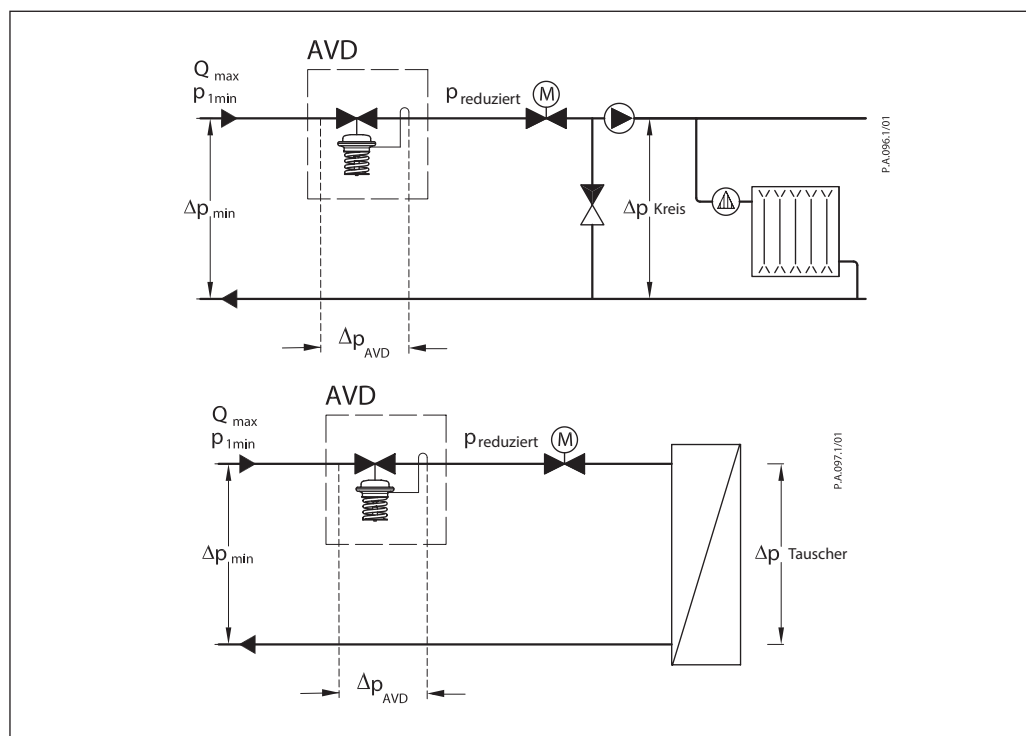 AVD
Q max
p 1min
p reduziert
M
Δp min
Δp Kreis
P.A.096.1/01
Δp AVD
AVD
Q max
p 1min
p reduziert
M
Δp min
Δp Tauscher
P.A.097.1/01
Δp AVD